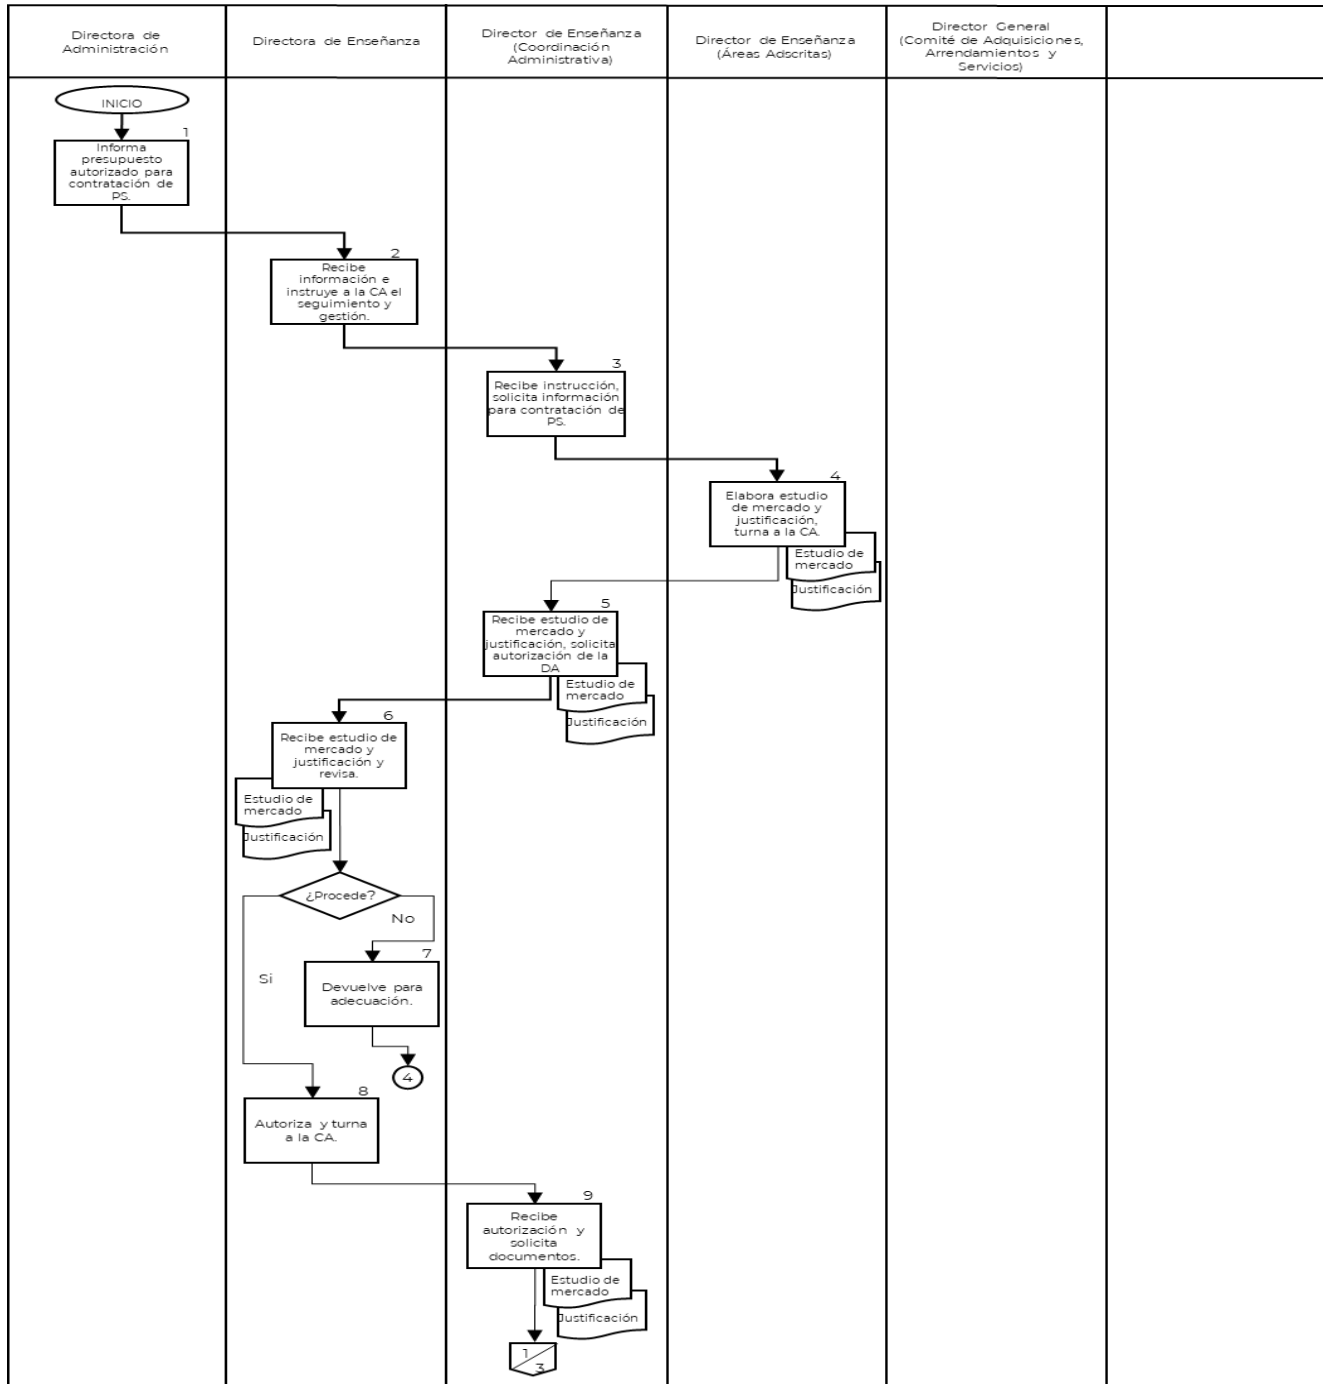 Directora de
Administración
Directora de Enseñanza
Director de Enseñanza
(Coordinación
Administrativa)
Director de Enseñanza
(Áreas Adscritas)
Director General
(Comité de Adquisiciones,
Arrendamientos y
Servicios)
INICIO
1
Informa
presupuesto
autorizado para
contratación de
PS.
2
Recibe
información e
instruye a la CA el
seguimiento y
gestión.
3
Recibe instrucción,
solicita información
para contratación de
PS.
4
Elabora estudio
de mercado y
justificación,
turna a la CA.
Estudio de
mercado
Justificación
5
Recibe estudio de
mercado y
justificación, solicita
autorización de la
DA
Estudio de
mercado
Justificación
6
Recibe estudio de
mercado y
justificación y
revisa.
Estudio de
mercado
Justificación
¿Procede?
No
Si
7
Devuelve para
adecuación.
4
8
Autoriza y turna
a la CA.
9
Recibe
autorización y
solicita
documentos.
Estudio de
mercado
Justificación
1
3